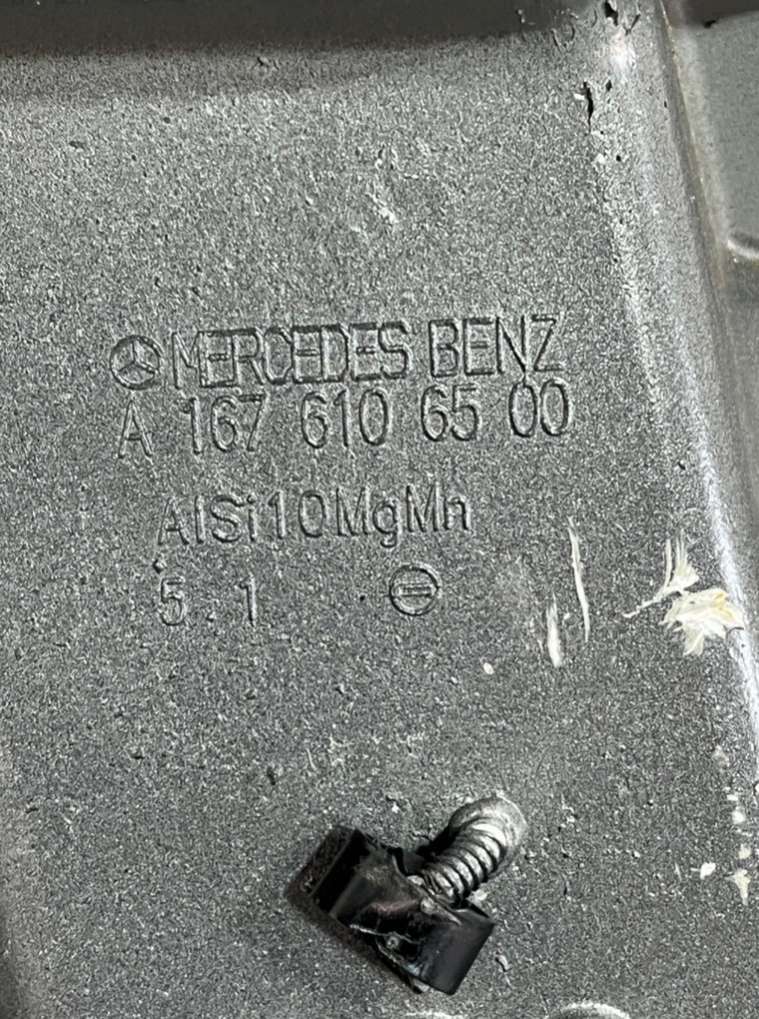 MERCEDES BENZ
A 167 610 65 00
AlSi10MgMn
5.1